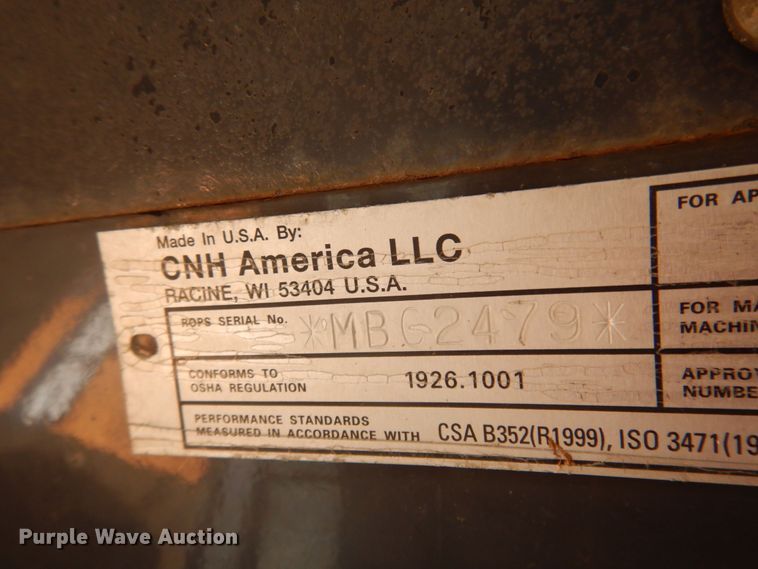 Made In U.S.A. By:
CNH America LLC
RACINE, WI 53404 U.S.A.
ROPS SERIAL No. *MBG2479*
CONFORMS TO
OSHA REGULATION 1926.1001
PERFORMANCE STANDARDS
MEASURED IN ACCORDANCE WITH CSA B352(R1999), ISO 3471(19
FOR AP
FOR MA
MACHIN
APPROV
NUMBE
Purple Wave Auction